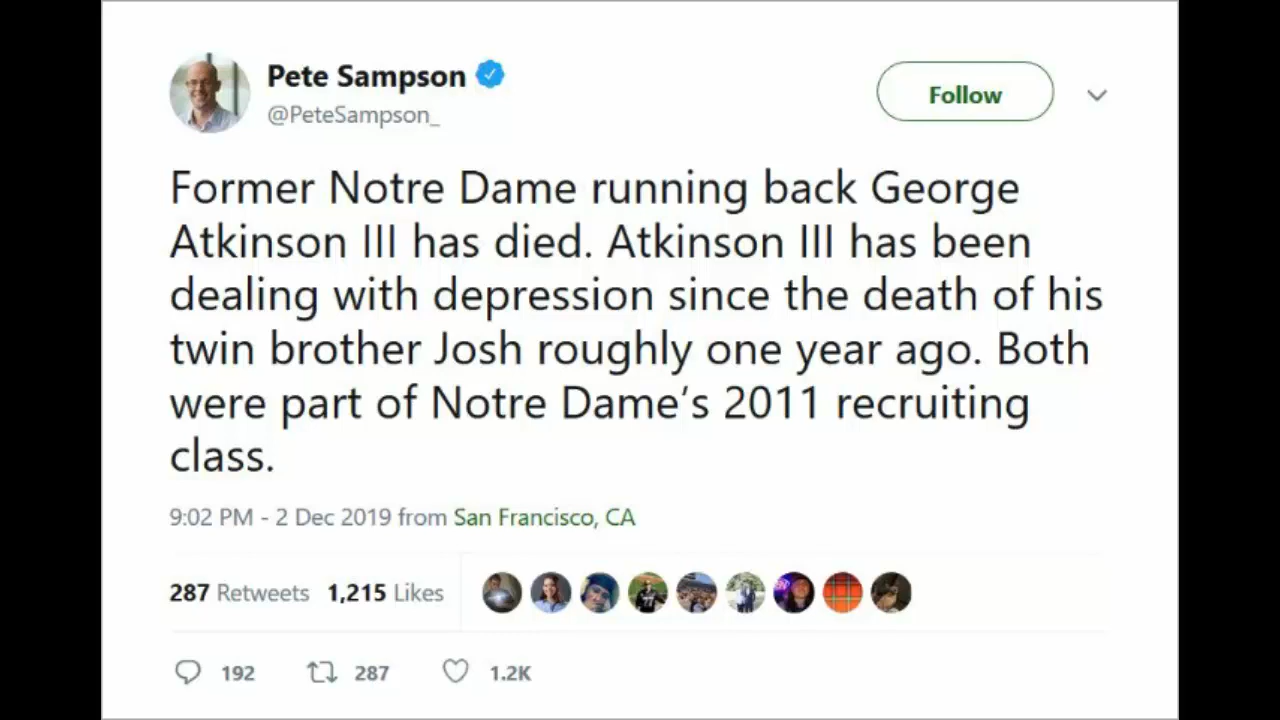 Pete Sampson
@PeteSampson_
Follow
Former Notre Dame running back George
Atkinson III has died. Atkinson III has been
dealing with depression since the death of his
twin brother Josh roughly one year ago. Both
were part of Notre Dame's 2011 recruiting
class.
9:02 PM - 2 Dec 2019 from San Francisco, CA
287 Retweets 1,215 Likes
192 287 1.2K